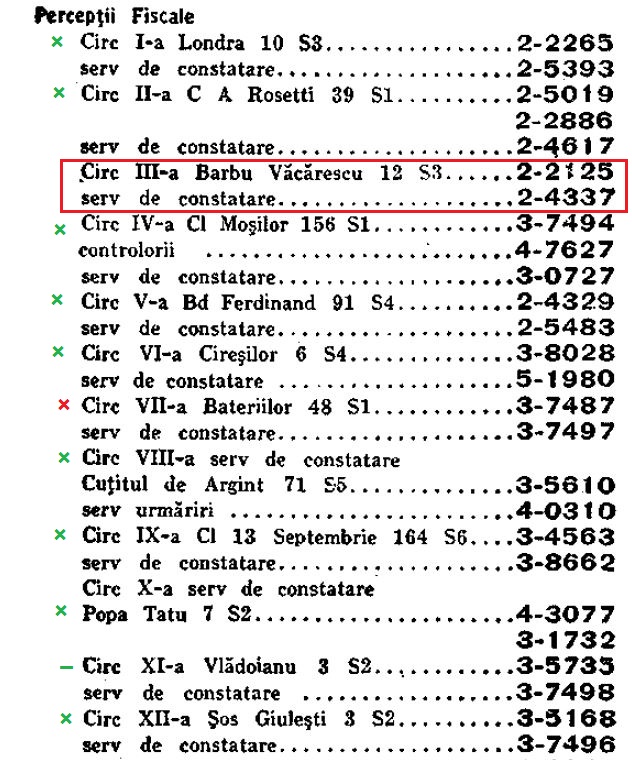 Percepții Fiscale
Circ I-a Londra 10 S3................2-2265
serv de constatare....................2-5393
Circ II-a C A Rosetti 39 S1..........2-5019
2-2886
serv de constatare....................2-4617
Circ III-a Barbu Văcărescu 12 S3.....2-2125
serv de constatare....................2-4337
Circ IV-a Cl Moșilor 156 S1..........3-7494
controlorii ..........................4-7627
serv de constatare....................3-0727
Circ V-a Bd Ferdinand 91 S4..........2-4329
serv de constatare....................2-5483
Circ VI-a Cireșilor 6 S4.............3-8028
serv de constatare ...................5-1980
Circ VII-a Bateriilor 48 S1..........3-7487
serv de constatare....................3-7497
Circ VIII-a serv de constatare
Cuțitul de Argint 71 S5..............3-5610
serv urmăriri ........................4-0310
Circ IX-a Cl 13 Septembrie 164 S6....3-4563
serv de constatare....................3-8662
Circ X-a serv de constatare
Popa Tatu 7 S2.......................4-3077
3-1732
Circ XI-a Vlădoianu 3 S2.............3-5735
serv de constatare ...................3-7498
Circ XII-a Șos Giulești 3 S2.........3-5168
serv de constatare....................3-7496